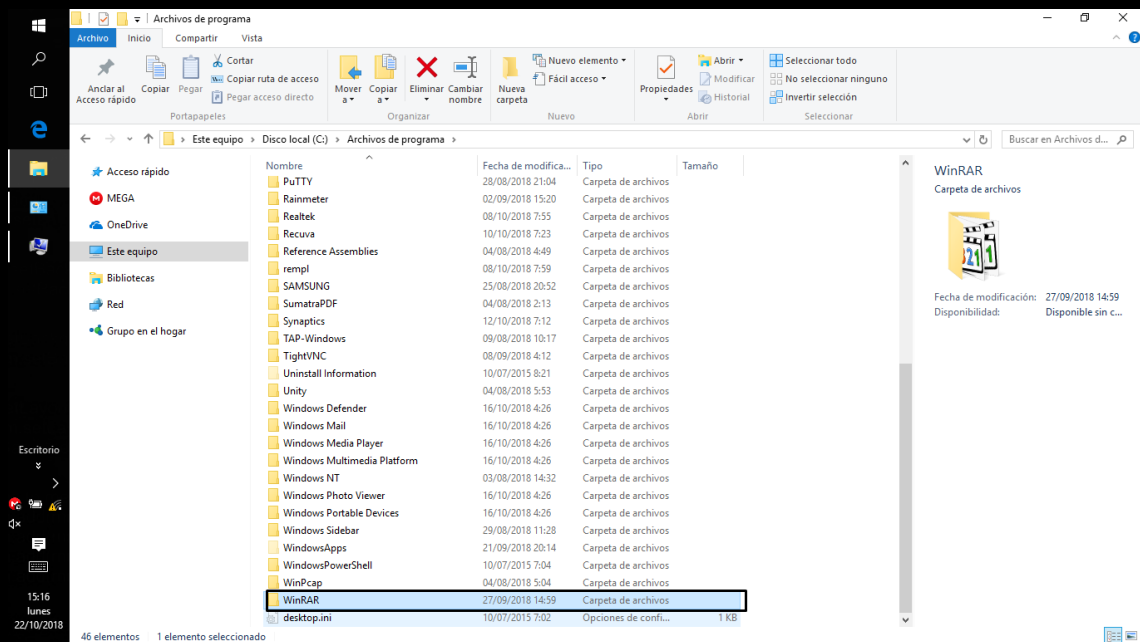 Archivos de programa
Archivo Inicio Compartir Vista
Anclar al Acceso rápido
Copiar
Pegar
Cortar
Copiar ruta de acceso
Pegar acceso directo
Portapapeles
Mover a
Copiar a
Eliminar
Cambiar nombre
Organizar
Nueva carpeta
Nuevo elemento
Fácil acceso
Nuevo
Propiedades
Abrir
Modificar
Historial
Abrir
Seleccionar todo
No seleccionar ninguno
Invertir selección
Seleccionar
Este equipo > Disco local (C:) > Archivos de programa >
Buscar en Archivos d...
Acceso rápido
MEGA
OneDrive
Este equipo
Bibliotecas
Red
Grupo en el hogar
Nombre Fecha de modifica... Tipo Tamaño
PuTTY 28/08/2018 21:04 Carpeta de archivos
Rainmeter 02/09/2018 15:20 Carpeta de archivos
Realtek 08/10/2018 7:55 Carpeta de archivos
Recuva 10/10/2018 7:23 Carpeta de archivos
Reference Assemblies 04/08/2018 4:49 Carpeta de archivos
rempl 08/10/2018 7:59 Carpeta de archivos
SAMSUNG 25/08/2018 20:52 Carpeta de archivos
SumatraPDF 04/08/2018 2:13 Carpeta de archivos
Synaptics 12/10/2018 7:12 Carpeta de archivos
TAP-Windows 09/08/2018 10:17 Carpeta de archivos
TightVNC 08/09/2018 4:12 Carpeta de archivos
Uninstall Information 10/07/2015 8:21 Carpeta de archivos
Unity 04/08/2018 5:53 Carpeta de archivos
Windows Defender 16/10/2018 4:26 Carpeta de archivos
Windows Mail 16/10/2018 4:26 Carpeta de archivos
Windows Media Player 16/10/2018 4:26 Carpeta de archivos
Windows Multimedia Platform 16/10/2018 4:26 Carpeta de archivos
Windows NT 03/08/2018 14:32 Carpeta de archivos
Windows Photo Viewer 16/10/2018 4:26 Carpeta de archivos
Windows Portable Devices 16/10/2018 4:26 Carpeta de archivos
Windows Sidebar 29/08/2018 11:28 Carpeta de archivos
WindowsApps 21/09/2018 20:14 Carpeta de archivos
WindowsPowerShell 10/07/2015 7:04 Carpeta de archivos
WinPcap 04/08/2018 5:04 Carpeta de archivos
WinRAR 27/09/2018 14:59 Carpeta de archivos
desktop.ini 10/07/2015 7:02 Opciones de confi... 1 KB
WinRAR
Carpeta de archivos
321 1
Fecha de modificación: 27/09/2018 14:59
Disponibilidad: Disponible sin c...
46 elementos 1 elemento seleccionado
Escritorio
15:16
lunes
22/10/2018